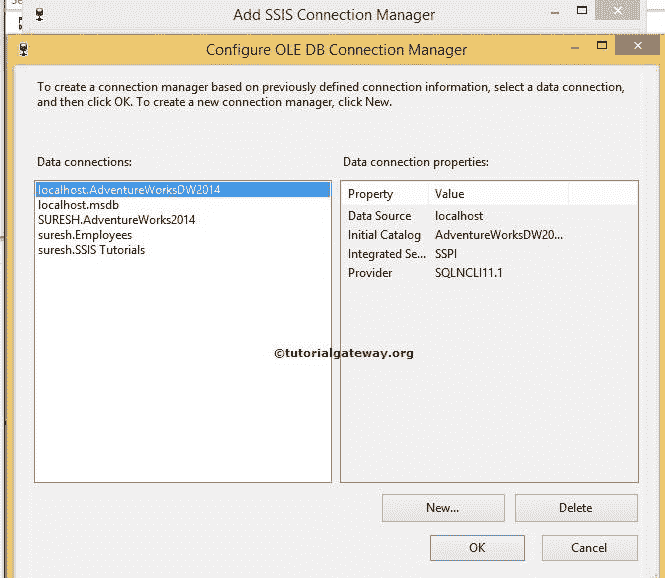 Add SSIS Connection Manager
Configure OLE DB Connection Manager
To create a connection manager based on previously defined connection information, select a data connection,
and then click OK. To create a new connection manager, click New.
Data connections:
Data connection properties:
localhost.AdventureWorksDW2014
localhost.msdb
SURESH.AdventureWorks2014
suresh.Employees
suresh.SSIS Tutorials
Property Value
Data Source localhost
Initial Catalog AdventureWorksDW20...
Integrated Se... SSPI
Provider SQLNCLI11.1
©tutorialgateway.org
New... Delete
OK Cancel